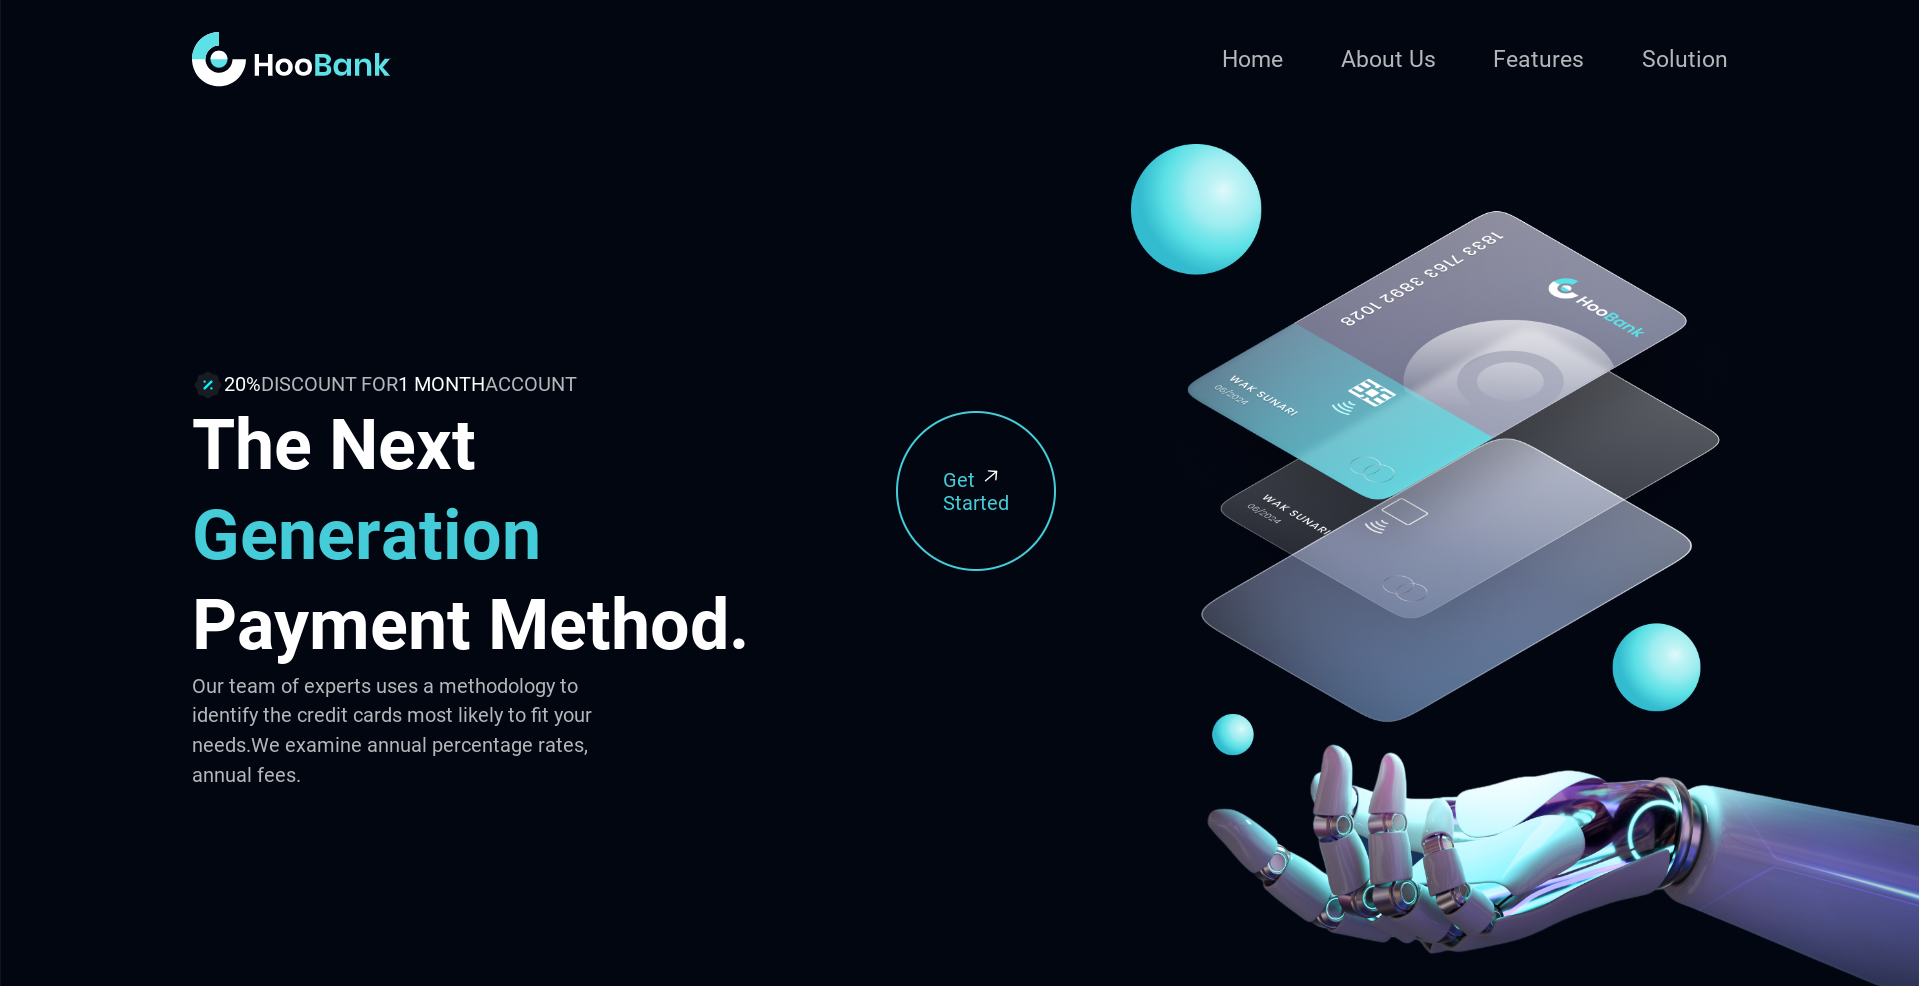 HooBank
Home
About Us
Features
Solution
20%DISCOUNT FOR1 MONTHACCOUNT
The Next
Generation
Payment Method.
Our team of experts uses a methodology to
identify the credit cards most likely to fit your
needs.We examine annual percentage rates,
annual fees.
Get
Started
1833 7163 3892 1028
HooBank
WAK SUNARI
06/2024
WAK SUNARI
06/2024